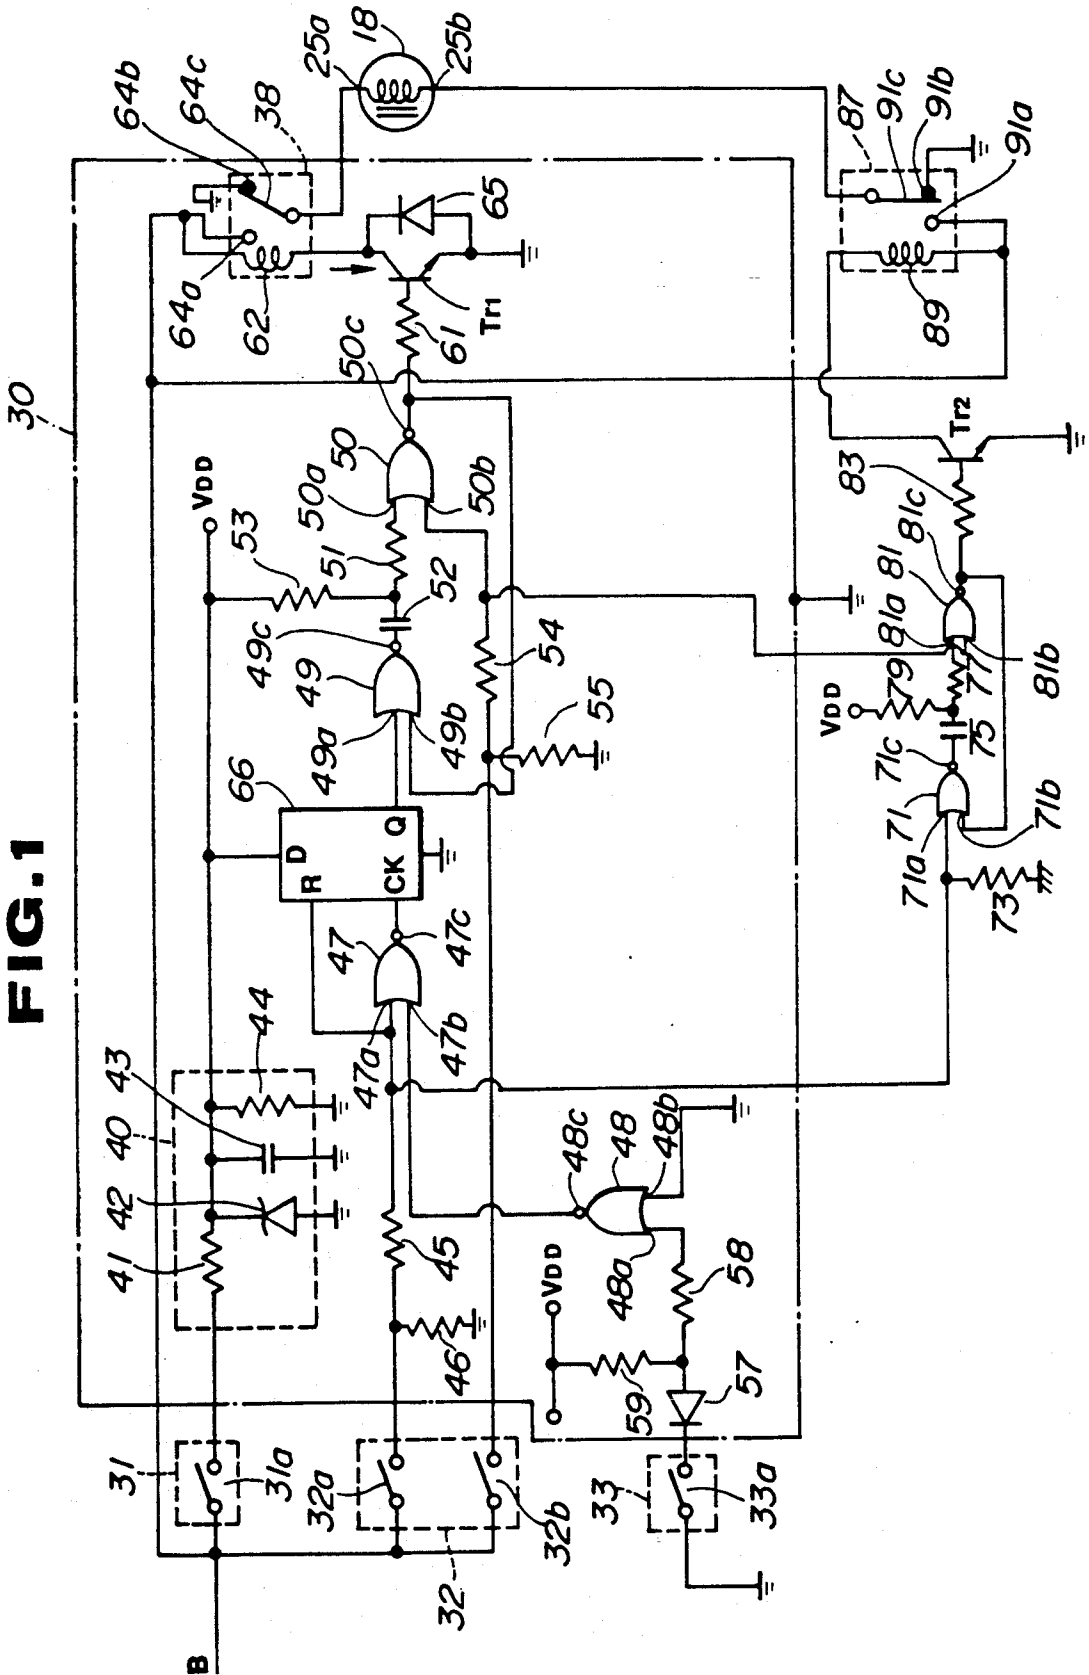 FIG.1
30
B
31
31a
41
42
40
43
44
VDD
53
66
D
R
CK
Q
47
47a
47b
47c
49
49a
49b
49c
52
51
50a
50
50b
50c
61
Tr1
62
64a
64b
64c
38
65
25a
18
25b
32
32a
32b
45
46
54
55
33
33a
57
58
59
VDD
48a
48
48b
48c
71a
71
71b
71c
73
75
VDD
79
77
81a
81
81b
81c
83
Tr2
89
87
91c
91b
91a